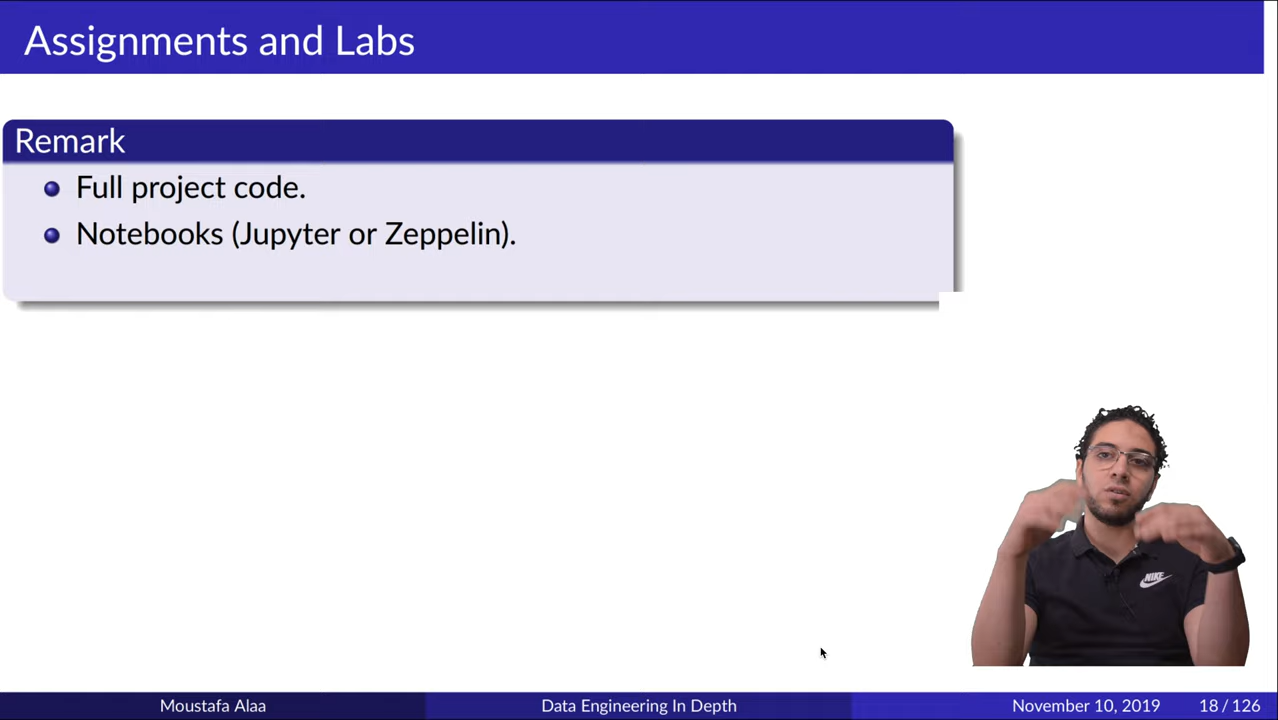 Assignments and Labs
Remark
Full project code.
Notebooks (Jupyter or Zeppelin).
NIKE
Moustafa Alaa
Data Engineering In Depth
November 10, 2019
18 / 126